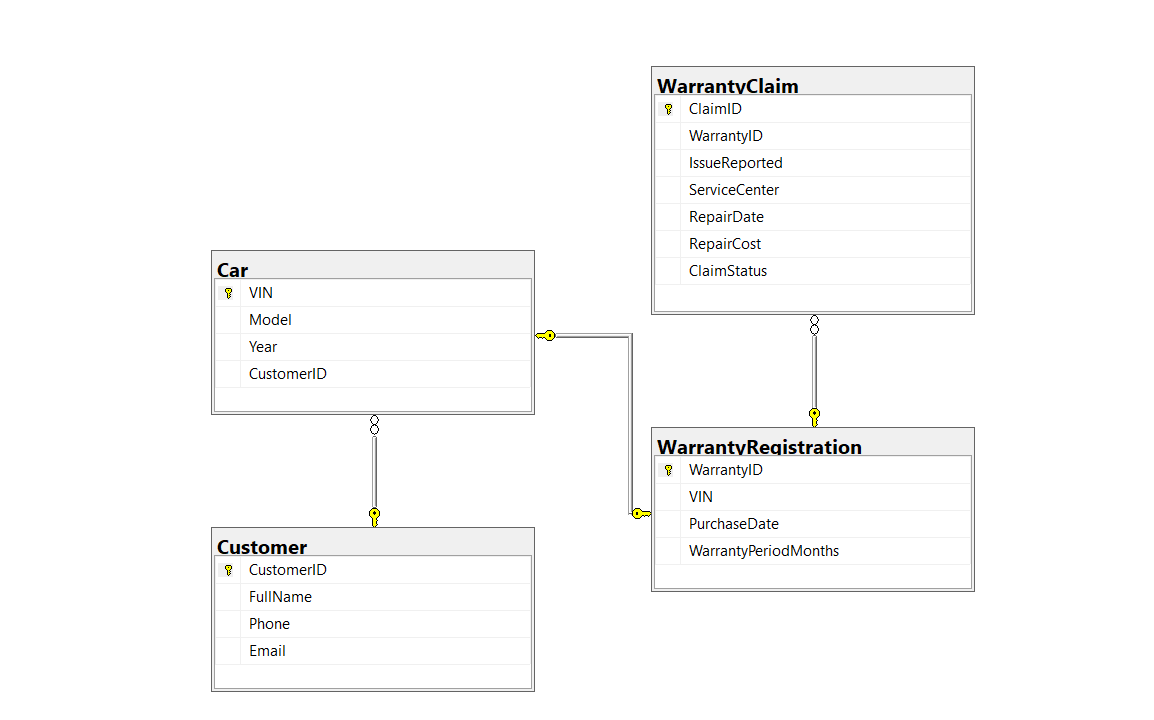 WarrantyClaim
ClaimID
WarrantyID
IssueReported
ServiceCenter
RepairDate
RepairCost
ClaimStatus
Car
VIN
Model
Year
CustomerID
WarrantyRegistration
WarrantyID
VIN
PurchaseDate
WarrantyPeriodMonths
Customer
CustomerID
FullName
Phone
Email